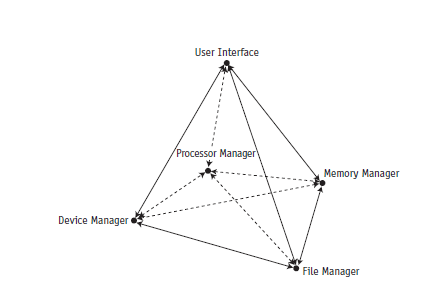 User Interface
Processor Manager
Memory Manager
Device Manager
File Manager